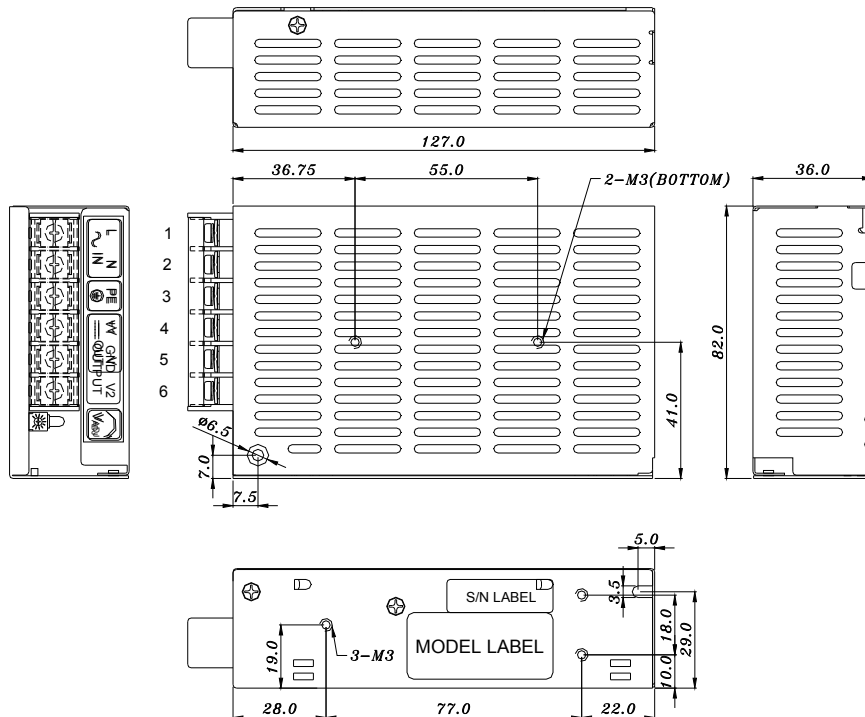 127.0
36.75
55.0
2-M3(BOTTOM)
36.0
L N
IN
PE
GND V2
OUTPUT
1
2
3
4
5
6
82.0
41.0
ø6.5
7.0
7.5
5.0
S/N LABEL
3.5
MODEL LABEL
18.0
29.0
10.0
19.0
3-M3
28.0
77.0
22.0